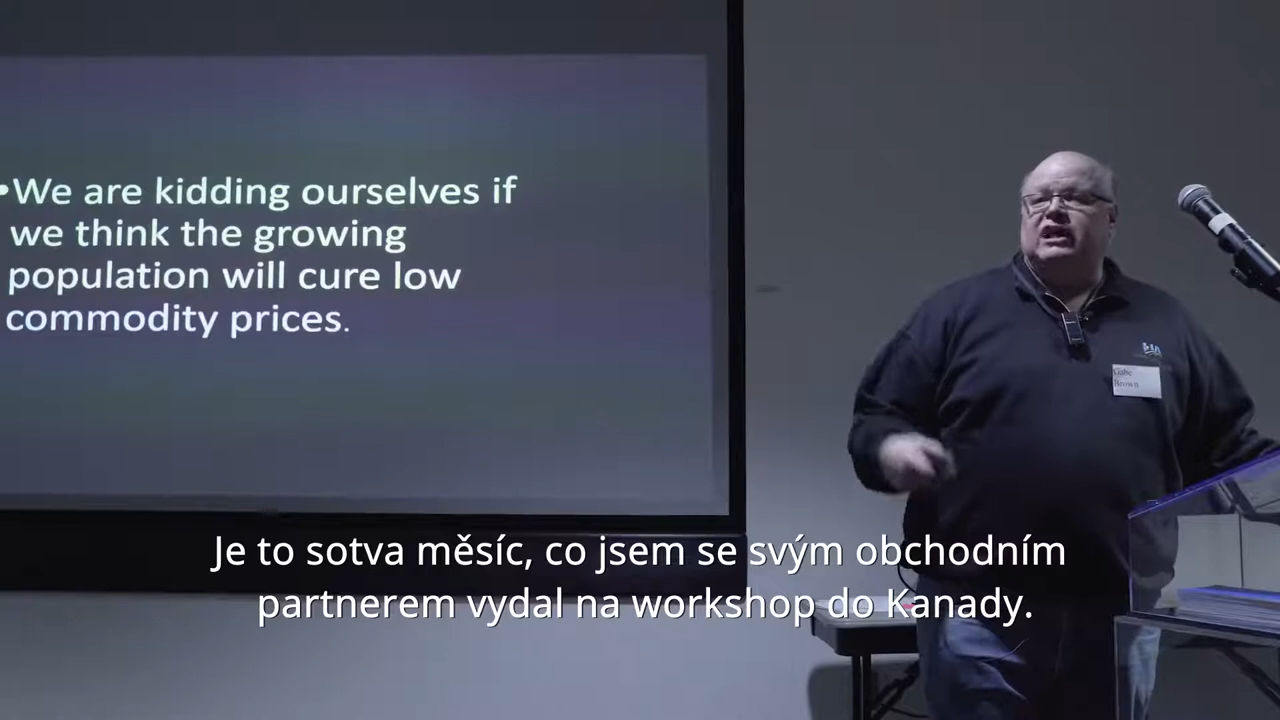 •We are kidding ourselves if
we think the growing
population will cure low
commodity prices.
Gabe
Brown
Je to sotva měsíc, co jsem se svým obchodním
partnerem vydal na workshop do Kanady.